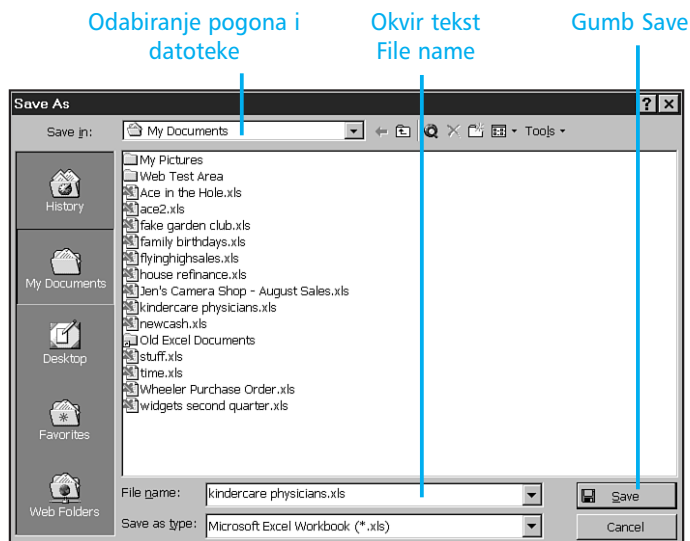 Odabiranje pogona i
datoteke
Okvir tekst
File name
Gumb Save
Save As
Save in:
My Documents
Tools
History
My Documents
Desktop
Favorites
Web Folders
My Pictures
Web Test Area
Ace in the Hole.xls
ace2.xls
fake garden club.xls
family birthdays.xls
flyinghighsales.xls
house refinance.xls
Jen's Camera Shop - August Sales.xls
kindercare physicians.xls
newcash.xls
Old Excel Documents
stuff.xls
time.xls
Wheeler Purchase Order.xls
widgets second quarter.xls
File name:
kindercare physicians.xls
Save
Save as type:
Microsoft Excel Workbook (*.xls)
Cancel